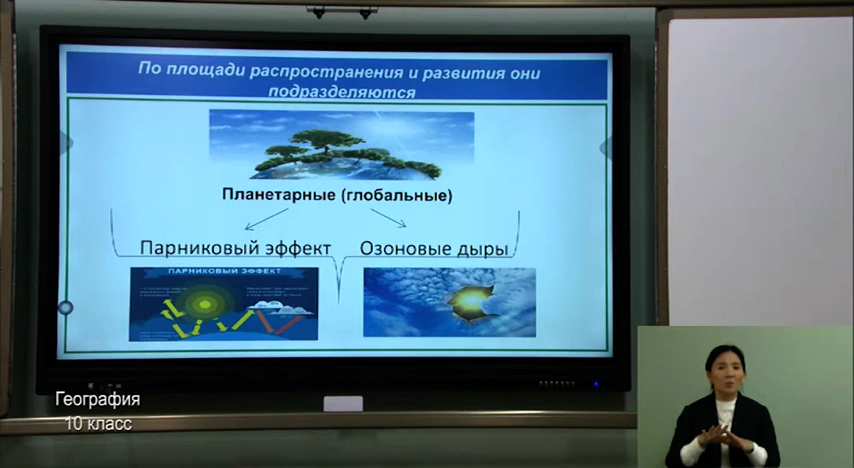 По площади распространения и развития они
подразделяются
Планетарные (глобальные)
Парниковый эффект
Озоновые дыры
ПАРНИКОВЫЙ ЭФФЕКТ
География
10 класс